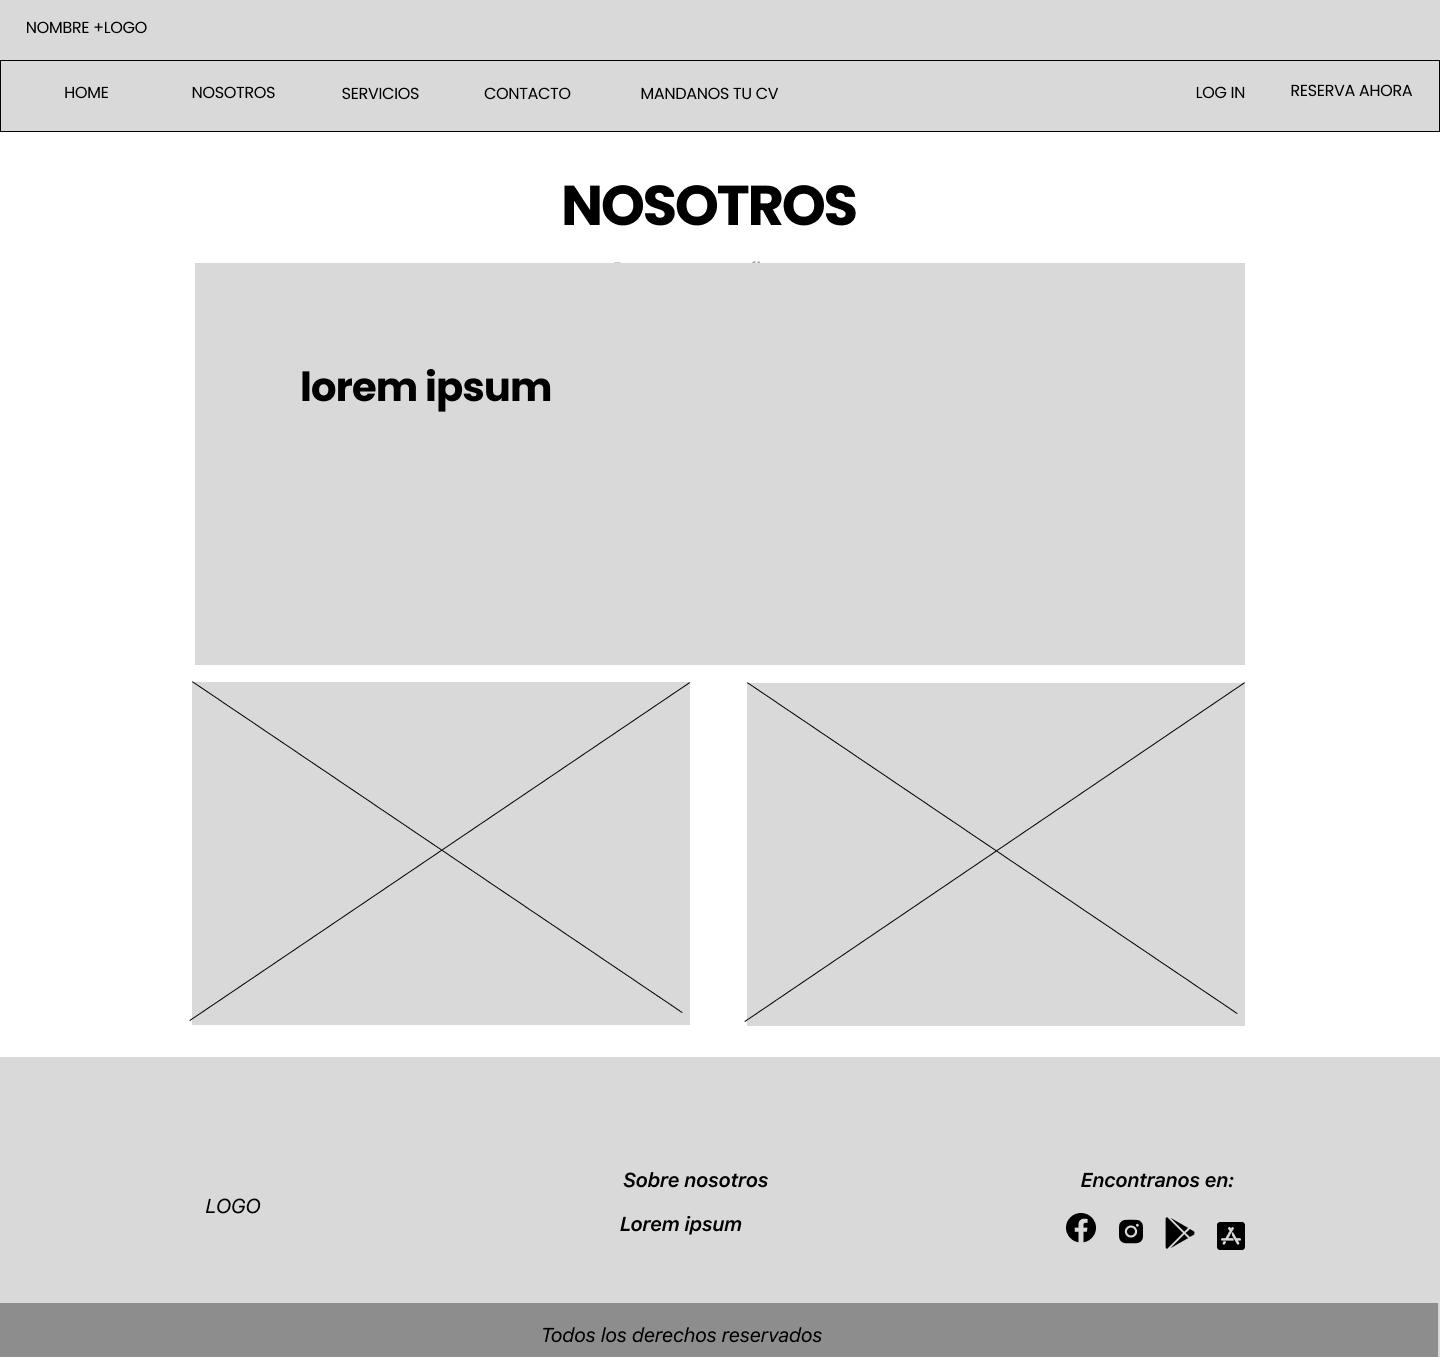 NOMBRE +LOGO
HOME NOSOTROS SERVICIOS CONTACTO MANDANOS TU CV LOG IN RESERVA AHORA
NOSOTROS
lorem ipsum
LOGO
Sobre nosotros
Lorem ipsum
Encontranos en:
Todos los derechos reservados